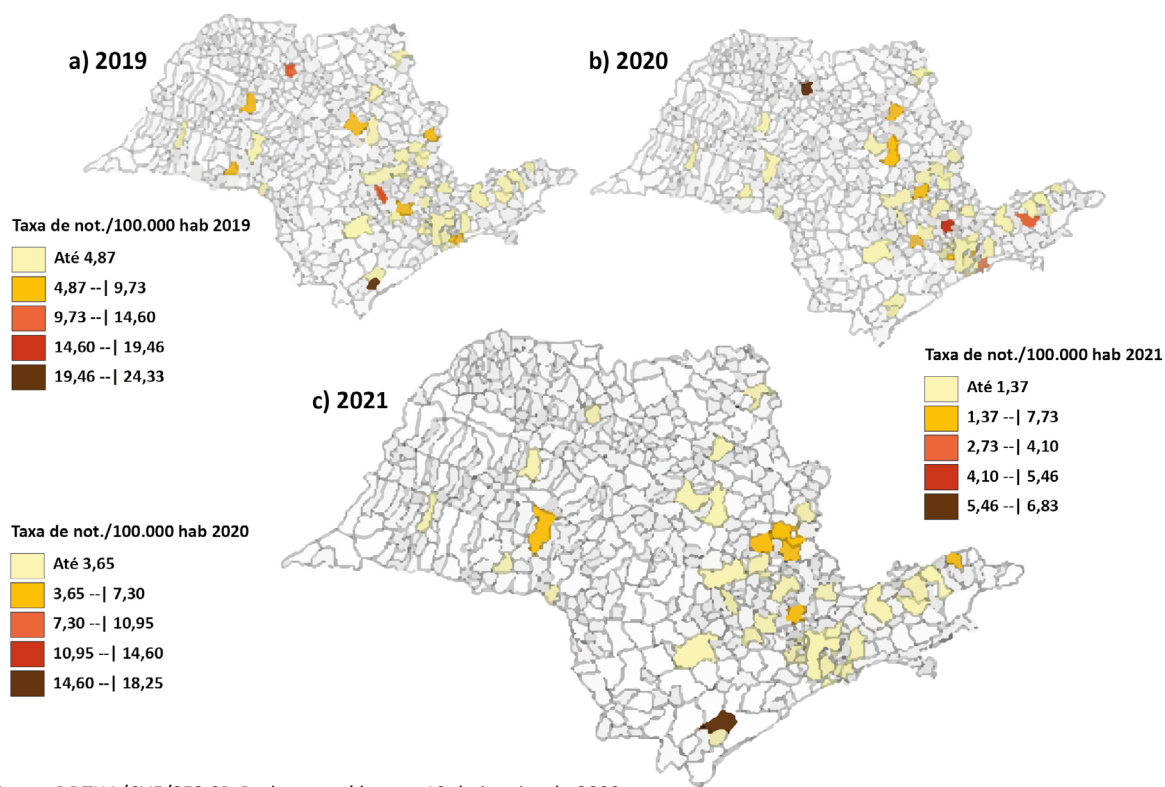 a) 2019
b) 2020
Taxa de not./100.000 hab 2019
Até 4,87
4,87 --| 9,73
9,73 --| 14,60
14,60 --| 19,46
19,46 --| 24,33
c) 2021
Taxa de not./100.000 hab 2021
Até 1,37
1,37 --| 7,73
2,73 --| 4,10
4,10 --| 5,46
5,46 --| 6,83
Taxa de not./100.000 hab 2020
Até 3,65
3,65 --| 7,30
7,30 --| 10,95
10,95 --| 14,60
14,60 --| 18,25